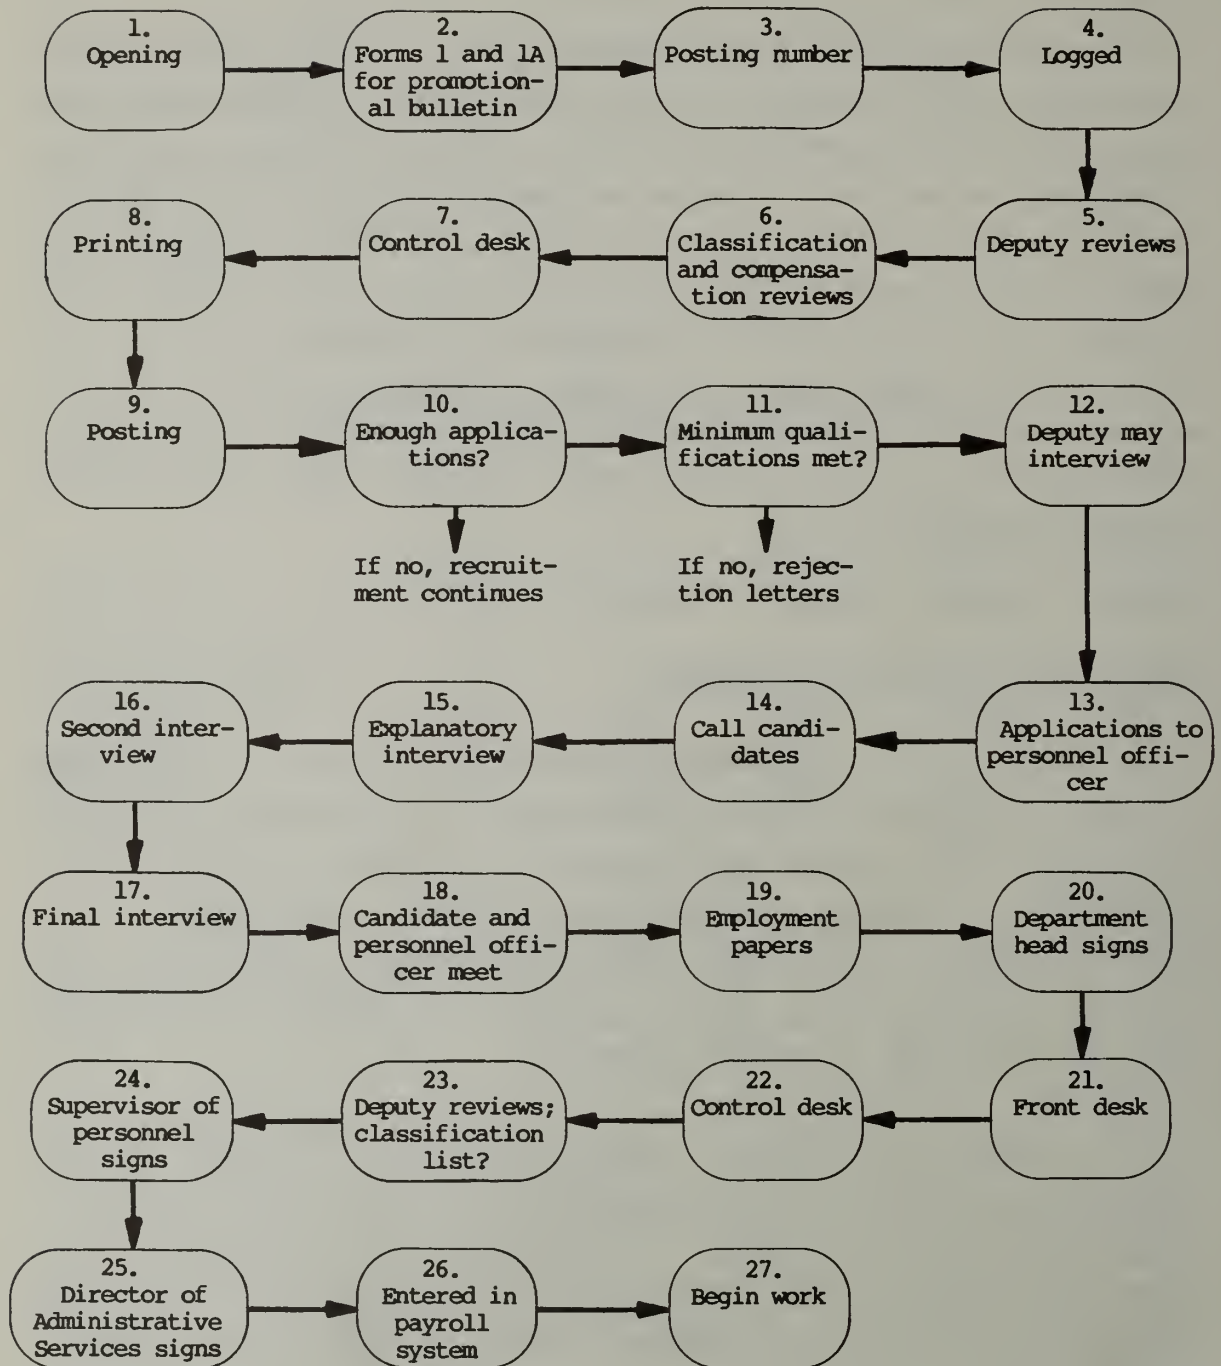 1.
Opening
2.
Forms 1 and 1A
for promotion-
al bulletin
3.
Posting number
4.
Logged
5.
Deputy reviews
6.
Classification
and compensa-
tion reviews
7.
Control desk
8.
Printing
9.
Posting
10.
Enough applica-
tions?
If no, recruit-
ment continues
11.
Minimum quali-
fications met?
If no, rejec-
tion letters
12.
Deputy may
interview
13.
Applications to
personnel offi-
cer
14.
Call candi-
dates
15.
Explanatory
interview
16.
Second inter-
view
17.
Final interview
18.
Candidate and
personnel offi-
cer meet
19.
Employment
papers
20.
Department
head signs
21.
Front desk
22.
Control desk
23.
Deputy reviews;
classification
list?
24.
Supervisor of
personnel
signs
25.
Director of
Administrative
Services signs
26.
Entered in
payroll
system
27.
Begin work